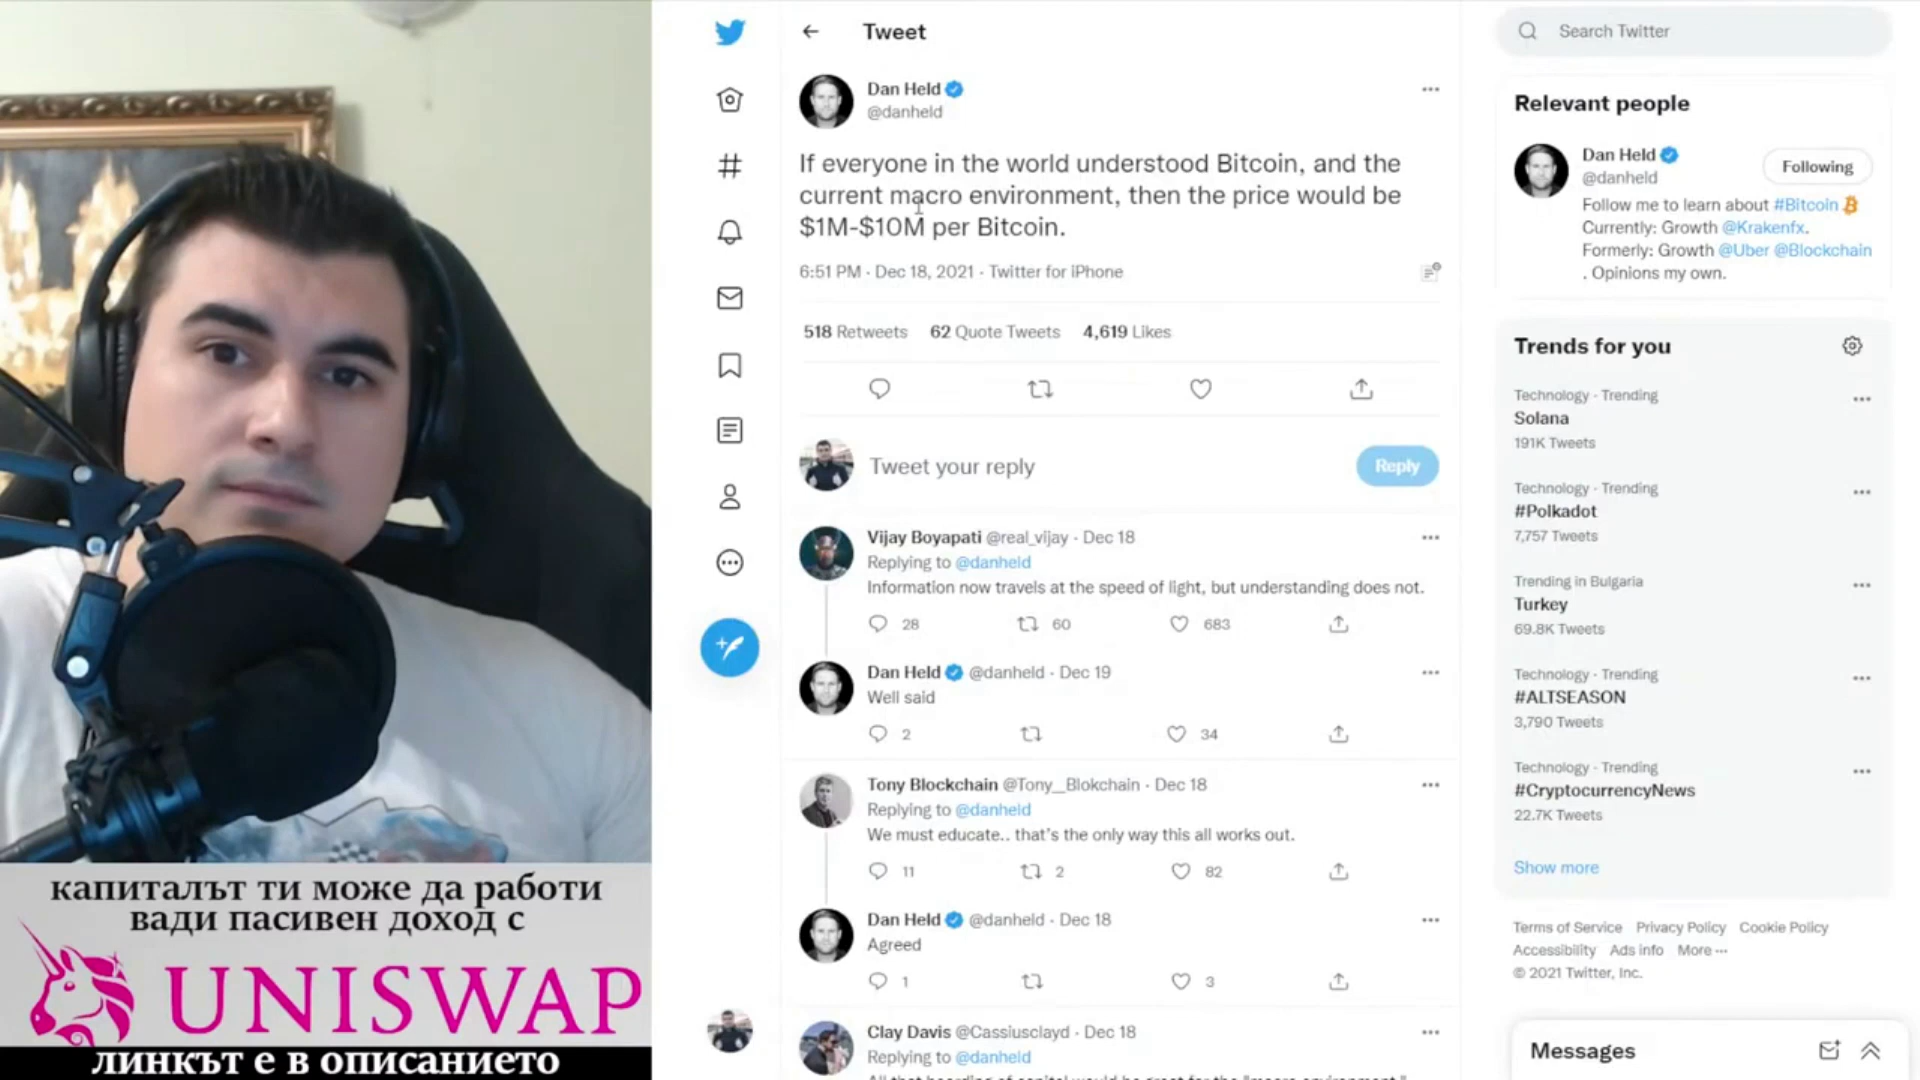 Tweet
Dan Held
@danheld
If everyone in the world understood Bitcoin, and the
current macro environment, then the price would be
$1M-$10M per Bitcoin.
6:51 PM · Dec 18, 2021 · Twitter for iPhone
518 Retweets 62 Quote Tweets 4,619 Likes
Tweet your reply
Reply
Vijay Boyapati @real_vijay · Dec 18
Replying to @danheld
Information now travels at the speed of light, but understanding does not.
28 60 683
Dan Held @danheld · Dec 19
Well said
2 34
Tony Blockchain @Tony__Blokchain · Dec 18
Replying to @danheld
We must educate.. that's the only way this all works out.
11 2 82
Dan Held @danheld · Dec 18
Agreed
1 3
Clay Davis @Cassiusclayd · Dec 18
Replying to @danheld
Search Twitter
Relevant people
Dan Held
@danheld
Following
Follow me to learn about #Bitcoin
Currently: Growth @Krakenfx.
Formerly: Growth @Uber @Blockchain
. Opinions my own.
Trends for you
Technology · Trending
Solana
191K Tweets
Technology · Trending
#Polkadot
7,757 Tweets
Trending in Bulgaria
Turkey
69.8K Tweets
Technology · Trending
#ALTSEASON
3,790 Tweets
Technology · Trending
#CryptocurrencyNews
22.7K Tweets
Show more
Terms of Service Privacy Policy Cookie Policy
Accessibility Ads info More ···
© 2021 Twitter, Inc.
Messages
капиталът ти може да работи
вади пасивен доход с
UNISWAP
линкът е в описанието